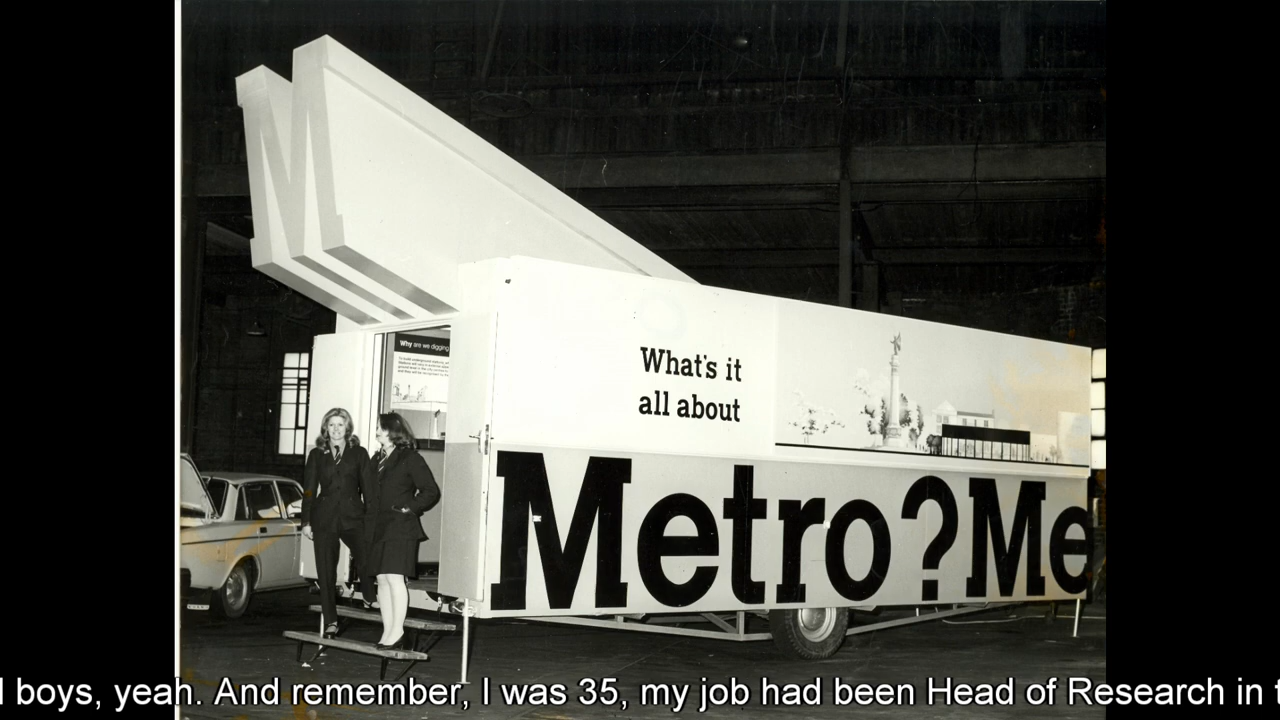 M
Why are we digging
What's it
all about
Metro? Me
boys, yeah. And remember, I was 35, my job had been Head of Research in